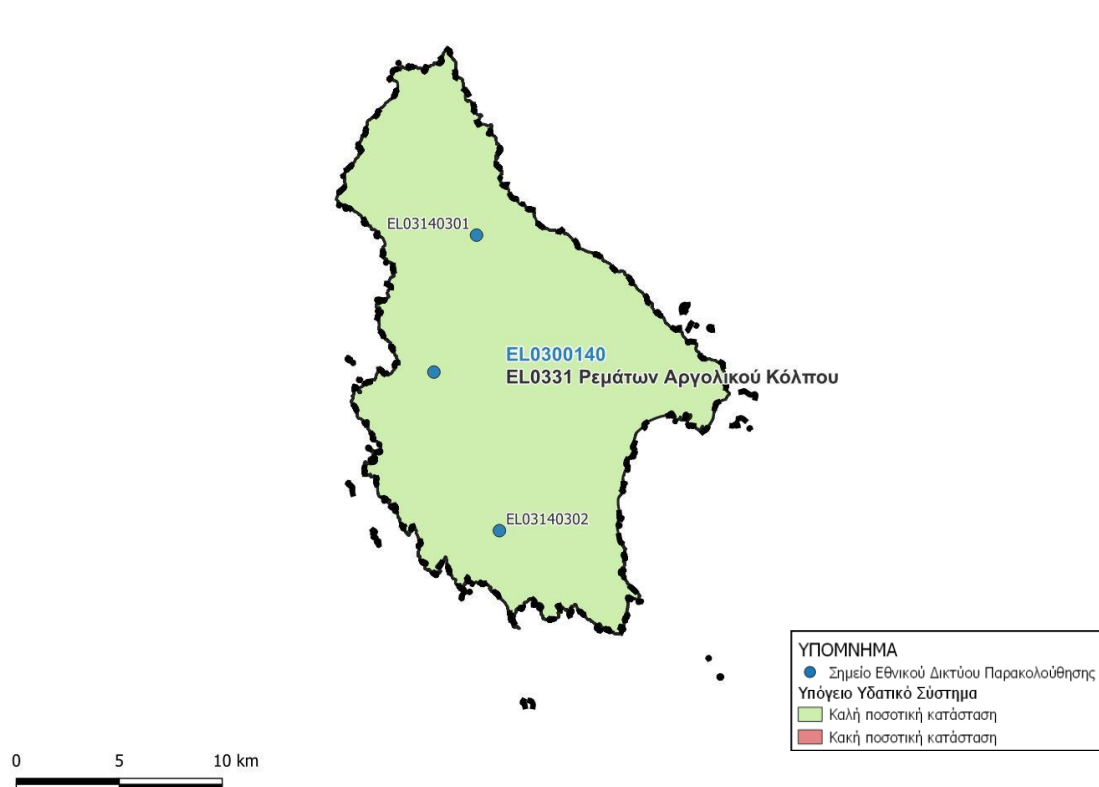 EL03140301
EL0300140
EL0331 Ρεμάτων Αργολικού Κόλπου
EL03140302
ΥΠΟΜΝΗΜΑ
Σημείο Εθνικού Δικτύου Παρακολούθησης
Υπόγειο Υδατικό Σύστημα
Καλή ποσοτική κατάσταση
Κακή ποσοτική κατάσταση
0 5 10 km